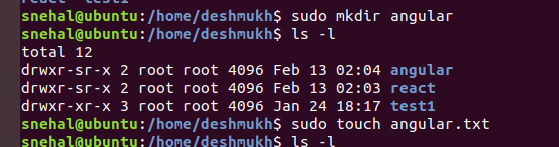 react  test1
snehal@ubuntu:/home/deshmukh$ sudo mkdir angular
snehal@ubuntu:/home/deshmukh$ ls -l
total 12
drwxr-sr-x 2 root root 4096 Feb 13 02:04 angular
drwxr-sr-x 2 root root 4096 Feb 13 02:03 react
drwxr-xr-x 3 root root 4096 Jan 24 18:17 test1
snehal@ubuntu:/home/deshmukh$ sudo touch angular.txt
snehal@ubuntu:/home/deshmukh$ ls -l